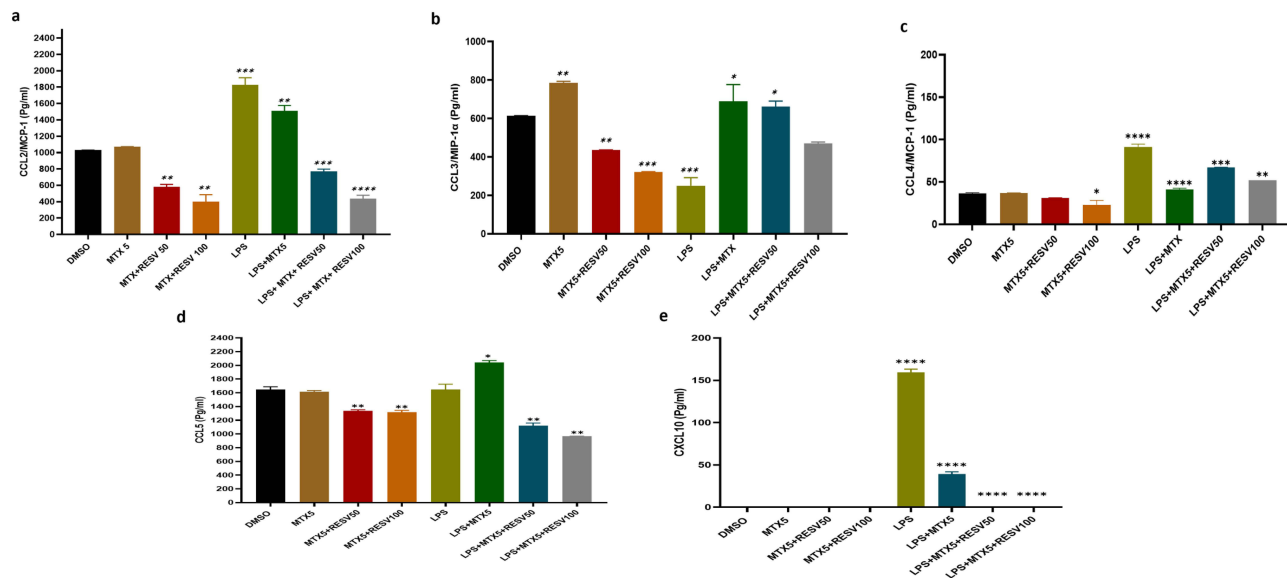 a
CCL2/MCP-1 (Pg/ml)
2400
2200
2000
1800
1600
1400
1200
1000
800
600
400
200
0
**
**
***
**
***
****
DMSO
MTX 5
MTX+RESV 50
MTX+RESV 100
LPS
LPS+MTX5
LPS+ MTX+ RESV50
LPS+ MTX+ RESV100
b
CCL3/MIP-1α (Pg/ml)
1000
800
600
400
200
0
**
**
***
***
*
*
DMSO
MTX5
MTX5+RESV50
MTX5+RESV100
LPS
LPS+MTX
LPS+MTX5+RESV50
LPS+MTX5+RESV100
c
CCL4/MCP-1 (Pg/ml)
200
150
100
50
0
*
****
****
***
**
DMSO
MTX5
MTX5+RESV50
MTX5+RESV100
LPS
LPS+MTX
LPS+MTX5+RESV50
LPS+MTX5+RESV100
d
CCL5 (Pg/ml)
2400
2200
2000
1800
1600
1400
1200
1000
800
600
400
200
0
**
**
*
**
**
DMSO
MTX5
MTX5+RESV50
MTX5+RESV100
LPS
LPS+MTX5
LPS+MTX5+RESV50
LPS+MTX5+RESV100
e
CXCL10 (Pg/ml)
200
150
100
50
0
****
****
****
****
DMSO
MTX5
MTX5+RESV50
MTX5+RESV100
LPS
LPS+MTX5
LPS+MTX5+RESV50
LPS+MTX5+RESV100